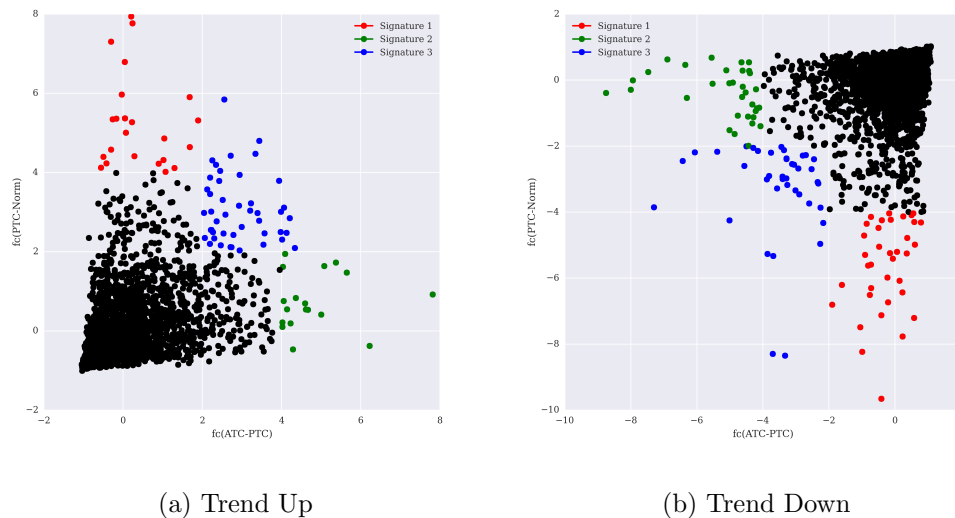 8
6
4
2
0
−2
−2
0
2
4
6
8
fc(PTC-Norm)
fc(ATC-PTC)
Signature 1
Signature 2
Signature 3
(a) Trend Up
2
0
−2
−4
−6
−8
−10
−10
−8
−6
−4
−2
0
fc(PTC-Norm)
fc(ATC-PTC)
Signature 1
Signature 2
Signature 3
(b) Trend Down